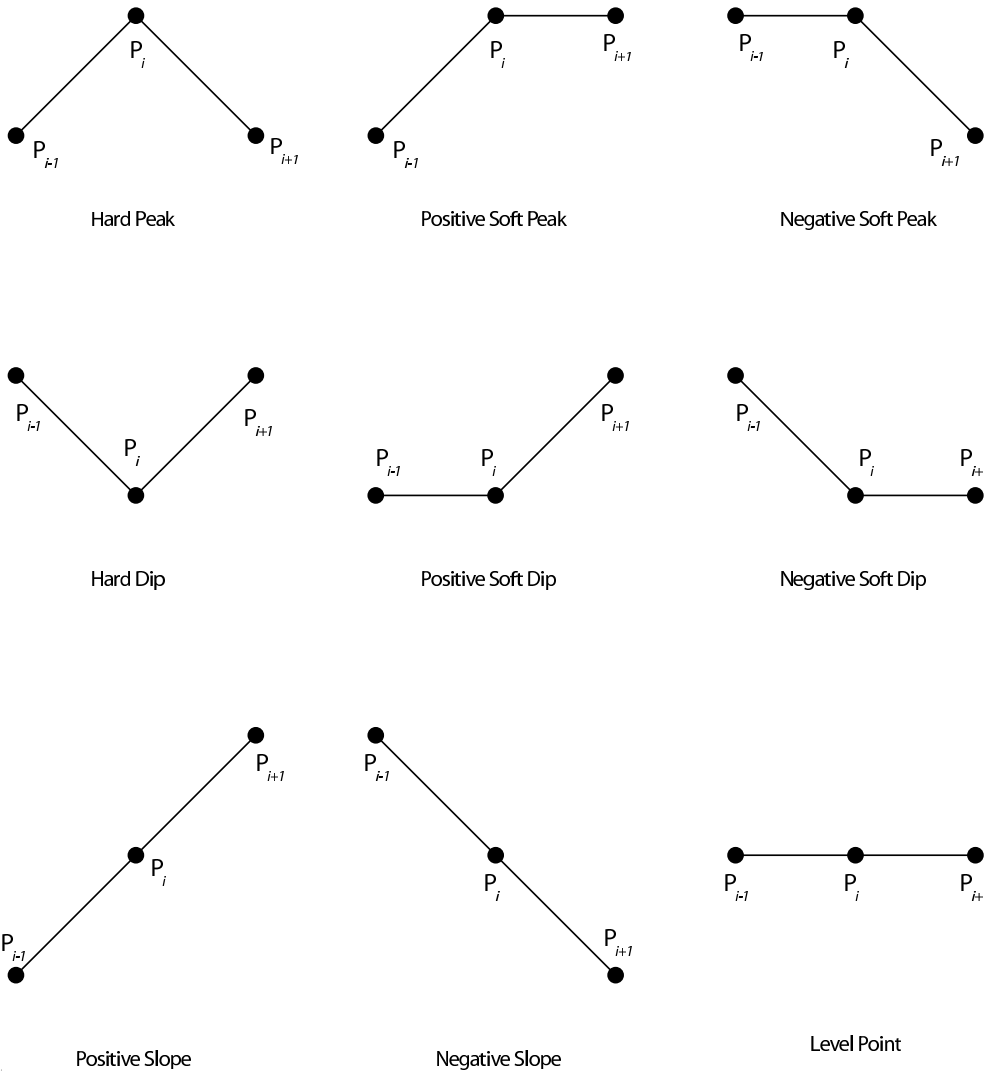 P i
P i-1
P i+1
Hard Peak
P i
P i+1
P i-1
Positive Soft Peak
P i-1
P i
P i+1
Negative Soft Peak
P i-1
P i
P i+1
Hard Dip
P i-1
P i
P i+1
Positive Soft Dip
P i-1
P i
P i+
Negative Soft Dip
P i+1
P i
P i-1
Positive Slope
P i-1
P i
P i+1
Negative Slope
P i-1
P i
P i+
Level Point